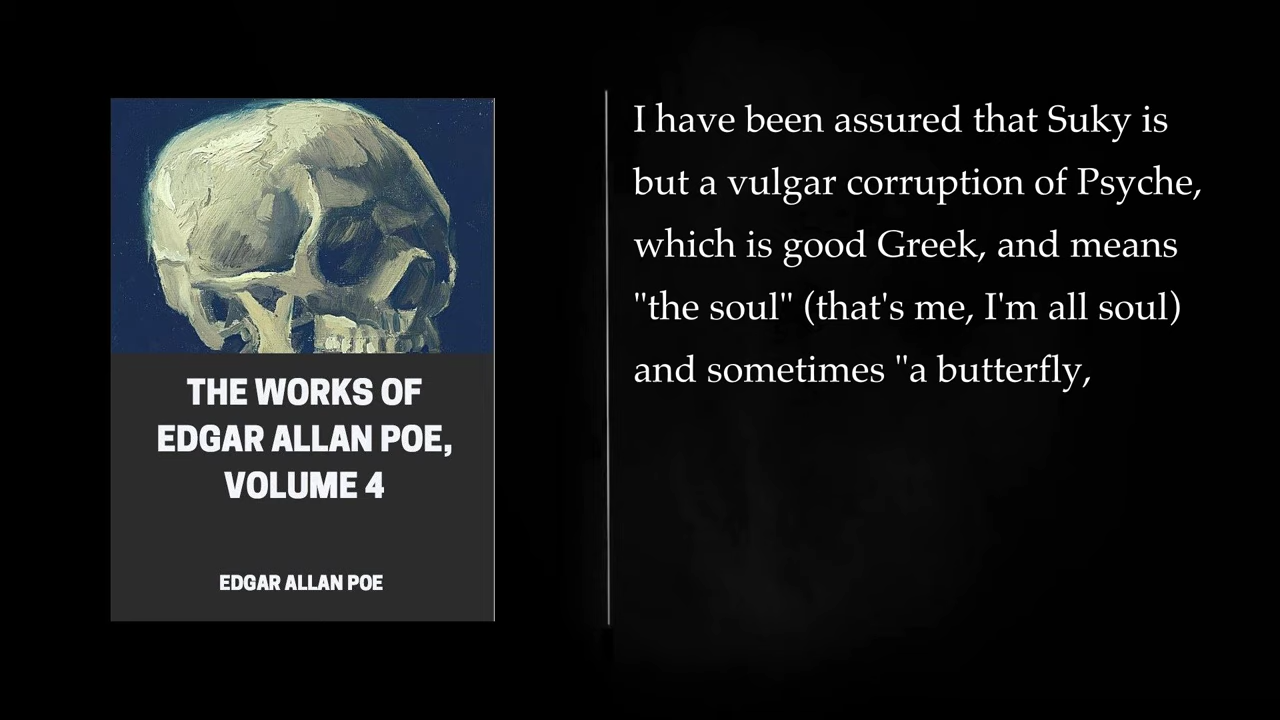 THE WORKS OF
EDGAR ALLAN POE,
VOLUME 4
EDGAR ALLAN POE
I have been assured that Suky is
but a vulgar corruption of Psyche,
which is good Greek, and means
"the soul" (that's me, I'm all soul)
and sometimes "a butterfly,